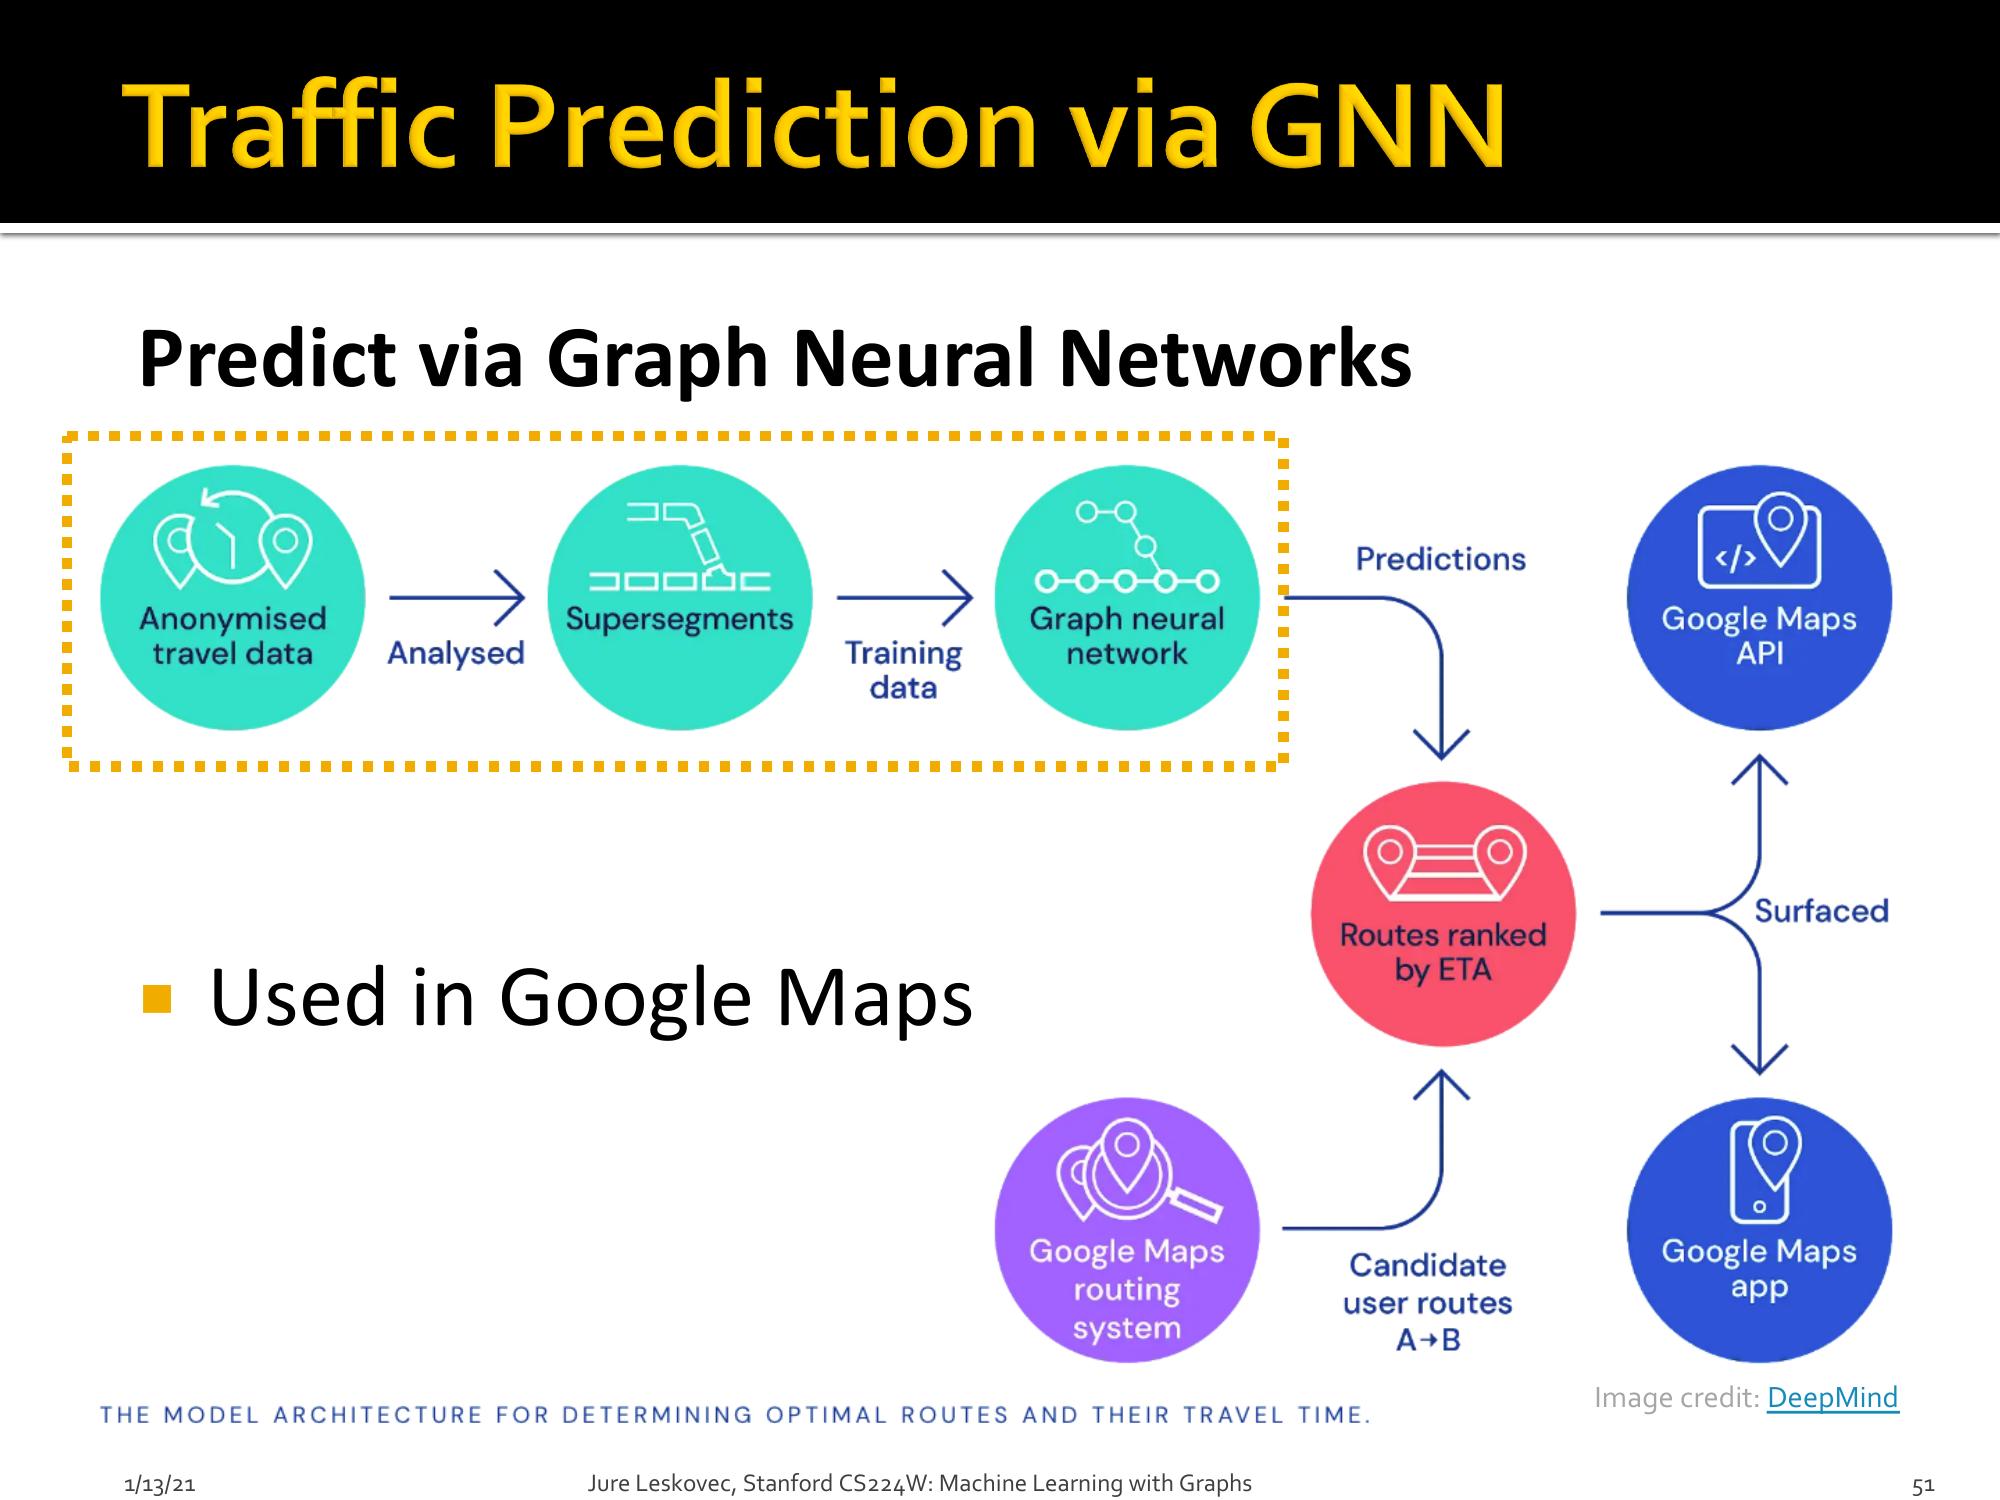 Traffic Prediction via GNN
Predict via Graph Neural Networks
Anonymised
travel data
Analysed
Supersegments
Training
data
Graph neural
network
Predictions
</>
Google Maps
API
Routes ranked
by ETA
Surfaced
Used in Google Maps
Google Maps
routing
system
Candidate
user routes
A→B
Google Maps
app
Image credit: DeepMind
THE MODEL ARCHITECTURE FOR DETERMINING OPTIMAL ROUTES AND THEIR TRAVEL TIME.
1/13/21
Jure Leskovec, Stanford CS224W: Machine Learning with Graphs
51